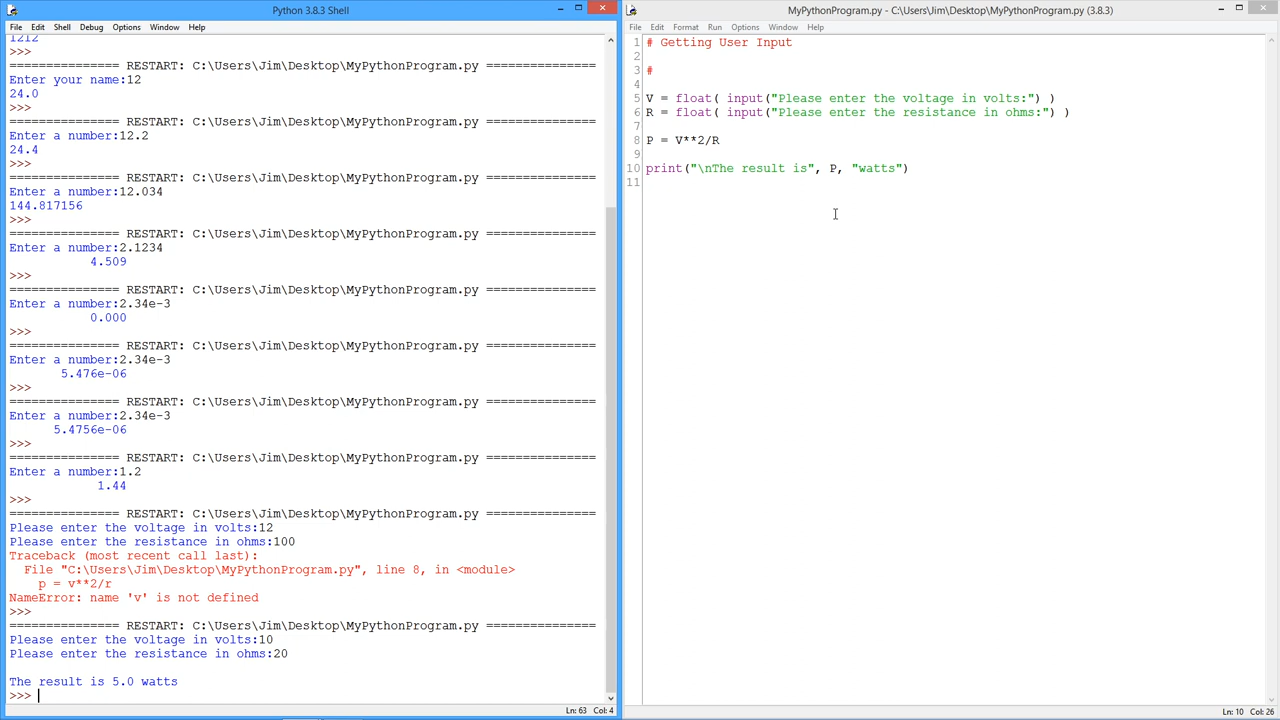 Python 3.8.3 Shell
File Edit Shell Debug Options Window Help
1212
>>>
=============== RESTART: C:\Users\Jim\Desktop\MyPythonProgram.py ===============
Enter your name:12
24.0
>>>
=============== RESTART: C:\Users\Jim\Desktop\MyPythonProgram.py ===============
Enter a number:12.2
24.4
>>>
=============== RESTART: C:\Users\Jim\Desktop\MyPythonProgram.py ===============
Enter a number:12.034
144.817156
>>>
=============== RESTART: C:\Users\Jim\Desktop\MyPythonProgram.py ===============
Enter a number:2.1234
4.509
>>>
=============== RESTART: C:\Users\Jim\Desktop\MyPythonProgram.py ===============
Enter a number:2.34e-3
0.000
>>>
=============== RESTART: C:\Users\Jim\Desktop\MyPythonProgram.py ===============
Enter a number:2.34e-3
5.476e-06
>>>
=============== RESTART: C:\Users\Jim\Desktop\MyPythonProgram.py ===============
Enter a number:2.34e-3
5.4756e-06
>>>
=============== RESTART: C:\Users\Jim\Desktop\MyPythonProgram.py ===============
Enter a number:1.2
1.44
>>>
=============== RESTART: C:\Users\Jim\Desktop\MyPythonProgram.py ===============
Please enter the voltage in volts:12
Please enter the resistance in ohms:100
Traceback (most recent call last):
File "C:\Users\Jim\Desktop\MyPythonProgram.py", line 8, in <module>
p = v**2/r
NameError: name 'v' is not defined
>>>
=============== RESTART: C:\Users\Jim\Desktop\MyPythonProgram.py ===============
Please enter the voltage in volts:10
Please enter the resistance in ohms:20
The result is 5.0 watts
>>>
Ln: 63 Col: 4
MyPythonProgram.py - C:\Users\Jim\Desktop\MyPythonProgram.py (3.8.3)
File Edit Format Run Options Window Help
1 # Getting User Input
2
3 #
4
5 V = float( input("Please enter the voltage in volts:") )
6 R = float( input("Please enter the resistance in ohms:") )
7
8 P = V**2/R
9
10 print("\nThe result is", P, "watts")
11
Ln: 10 Col: 26